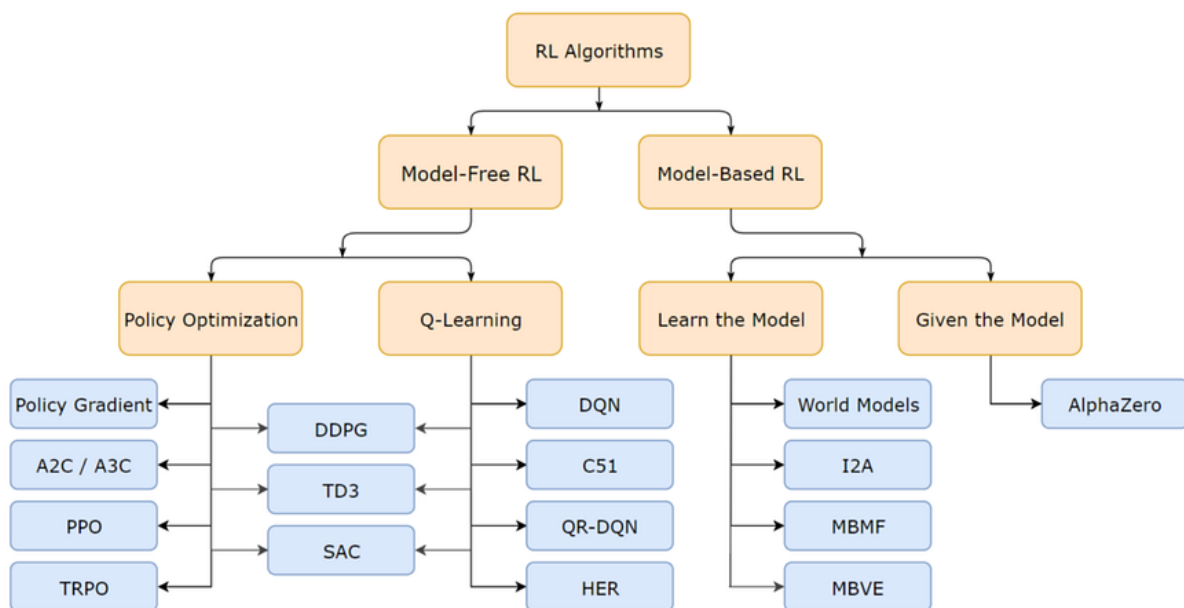 RL Algorithms
Model-Free RL
Model-Based RL
Policy Optimization
Q-Learning
Learn the Model
Given the Model
Policy Gradient
DDPG
DQN
World Models
AlphaZero
A2C / A3C
TD3
C51
I2A
PPO
SAC
QR-DQN
MBMF
TRPO
HER
MBVE